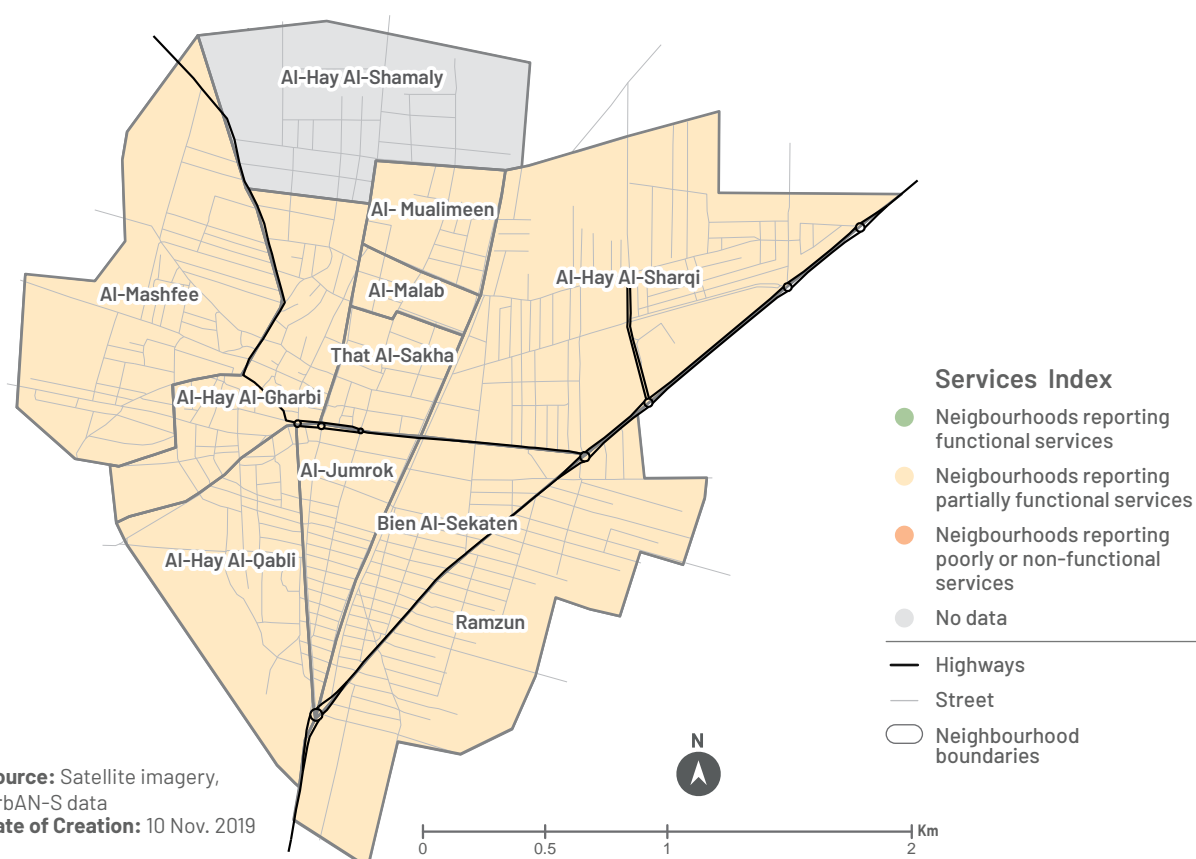 Al-Hay Al-Shamaly
Al- Mualimeen
Al-Hay Al-Sharqi
Al-Malab
Al-Mashfee
That Al-Sakha
Al-Hay Al-Gharbi
Al-Jumrok
Bien Al-Sekaten
Al-Hay Al-Qabli
Ramzun
Services Index
Neigbourhoods reporting
functional services
Neigbourhoods reporting
partially functional services
Neigbourhoods reporting
poorly or non-functional
services
No data
Highways
Street
Neighbourhood
boundaries
N
ource: Satellite imagery,
rbAN-S data
ate of Creation: 10 Nov. 2019
Km
0 0.5 1 2